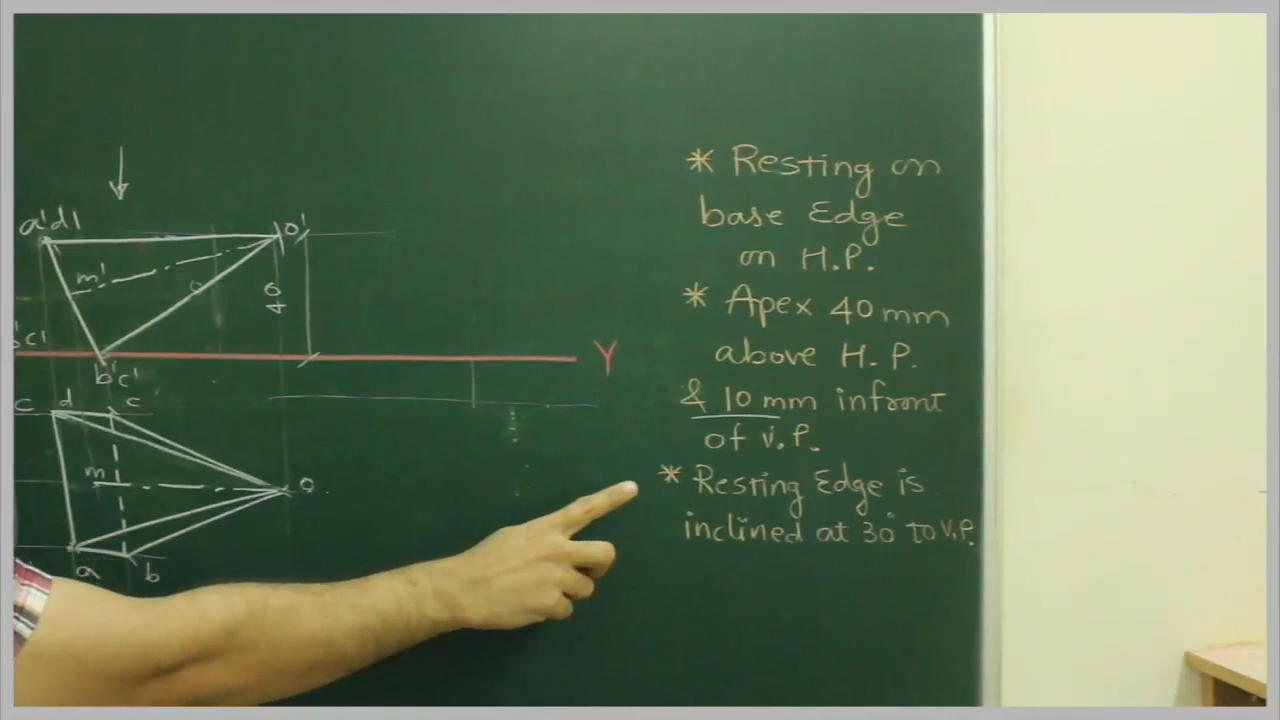 * Resting on
base Edge
on H.P.
* Apex 40 mm
above H.P.
& 10 mm infront
of V.P.
* Resting Edge is
inclined at 30° to V.P.
a'd'
o'
m'
40
b'c'
Y
b'c'
c
d
c
m
o
a
b